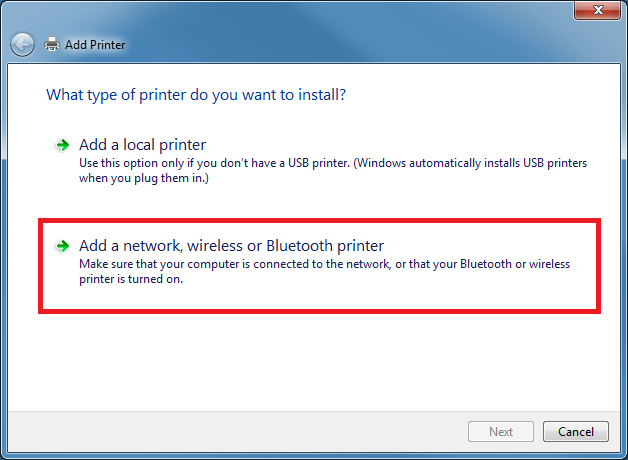 Add Printer
What type of printer do you want to install?
Add a local printer
Use this option only if you don't have a USB printer. (Windows automatically installs USB printers
when you plug them in.)
Add a network, wireless or Bluetooth printer
Make sure that your computer is connected to the network, or that your Bluetooth or wireless
printer is turned on.
Next
Cancel